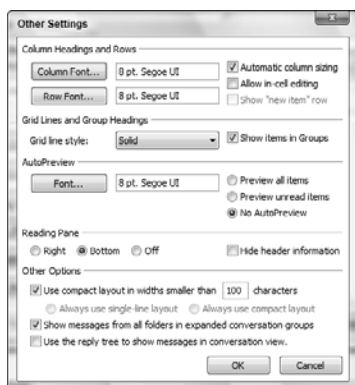 Other Settings
Column Headings and Rows
Column Font... 8 pt. Segoe UI Automatic column sizing
Allow in-cell editing
Row Font... 8 pt. Segoe UI Show "new item" row
Grid Lines and Group Headings
Grid line style: Solid Show items in Groups
AutoPreview
Font... 8 pt. Segoe UI Preview all items
Preview unread items
No AutoPreview
Reading Pane
Right Bottom Off Hide header information
Other Options
Use compact layout in widths smaller than 100 characters
Always use single-line layout Always use compact layout
Show messages from all folders in expanded conversation groups
Use the reply tree to show messages in conversation view.
OK Cancel